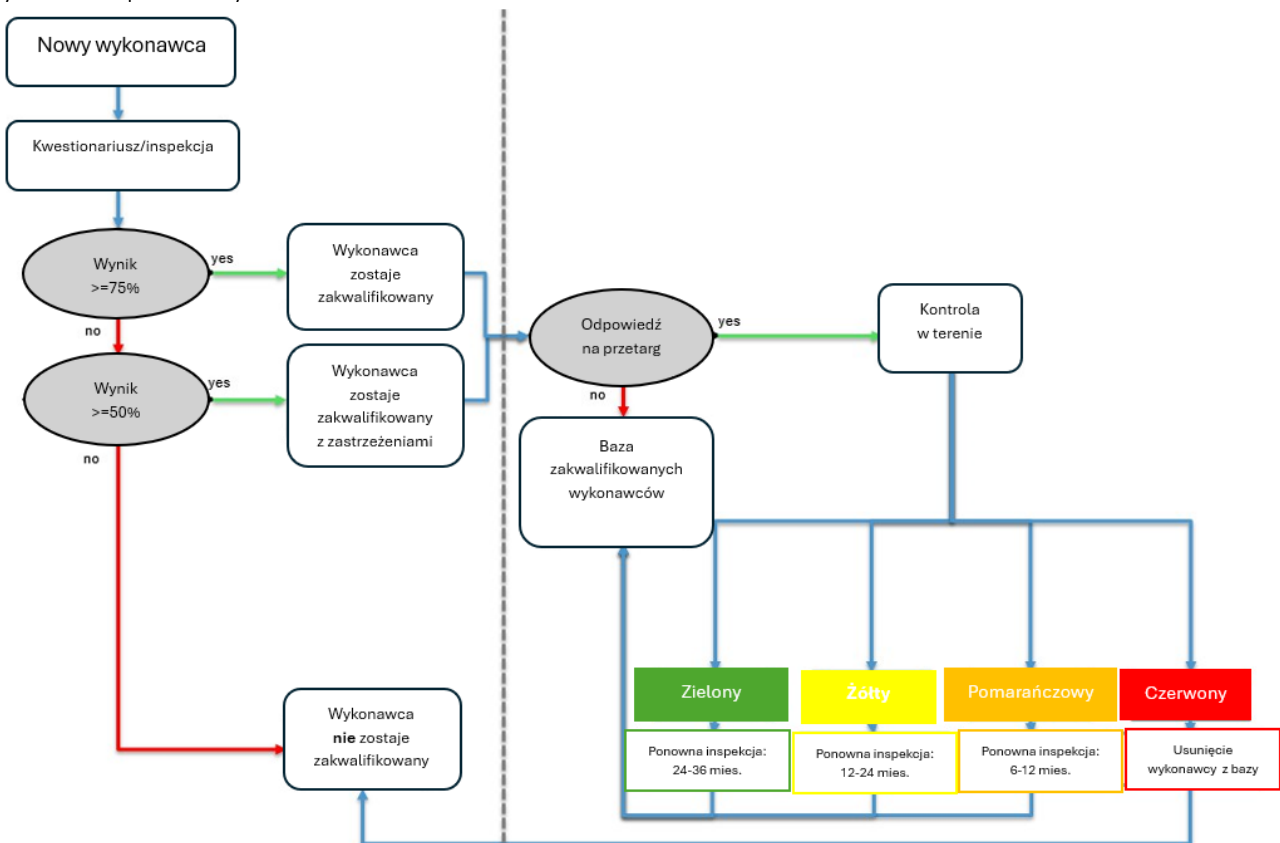 Nowy wykonawca
Kwestionariusz/inspekcja
Wynik
>=75%
yes
no
Wykonawca
zostaje
zakwalifikowany
Wynik
>=50%
yes
no
Wykonawca
zostaje
zakwalifikowany
z zastrzeżeniami
Wykonawca
nie zostaje
zakwalifikowany
Odpowiedź
na przetarg
yes
no
Kontrola
w terenie
Baza
zakwalifikowanych
wykonawców
Zielony
Żółty
Pomarańczowy
Czerwony
Ponowna inspekcja:
24-36 mies.
Ponowna inspekcja:
12-24 mies.
Ponowna inspekcja:
6-12 mies.
Usunięcie
wykonawcy z bazy